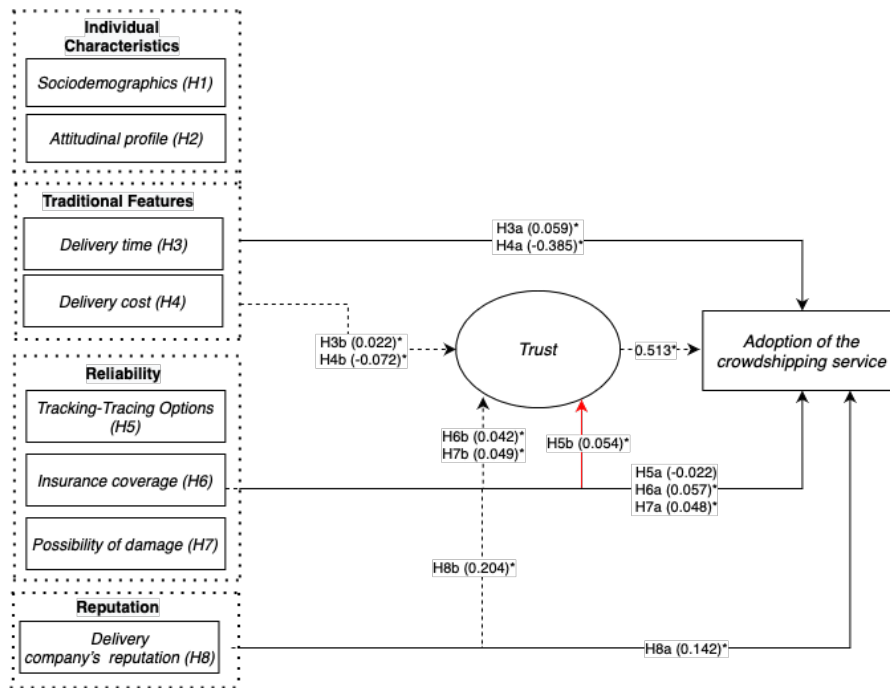 Individual
Characteristics
Sociodemographics (H1)
Attitudinal profile (H2)
Traditional Features
Delivery time (H3)
Delivery cost (H4)
Reliability
Tracking-Tracing Options
(H5)
Insurance coverage (H6)
Possibility of damage (H7)
Reputation
Delivery
company's reputation (H8)
H3a (0.059)*
H4a (-0.385)*
H3b (0.022)*
H4b (-0.072)*
Trust
0.513*
Adoption of the
crowdshipping service
H6b (0.042)*
H7b (0.049)*
H5b (0.054)*
H5a (-0.022)
H6a (0.057)*
H7a (0.048)*
H8b (0.204)*
H8a (0.142)*